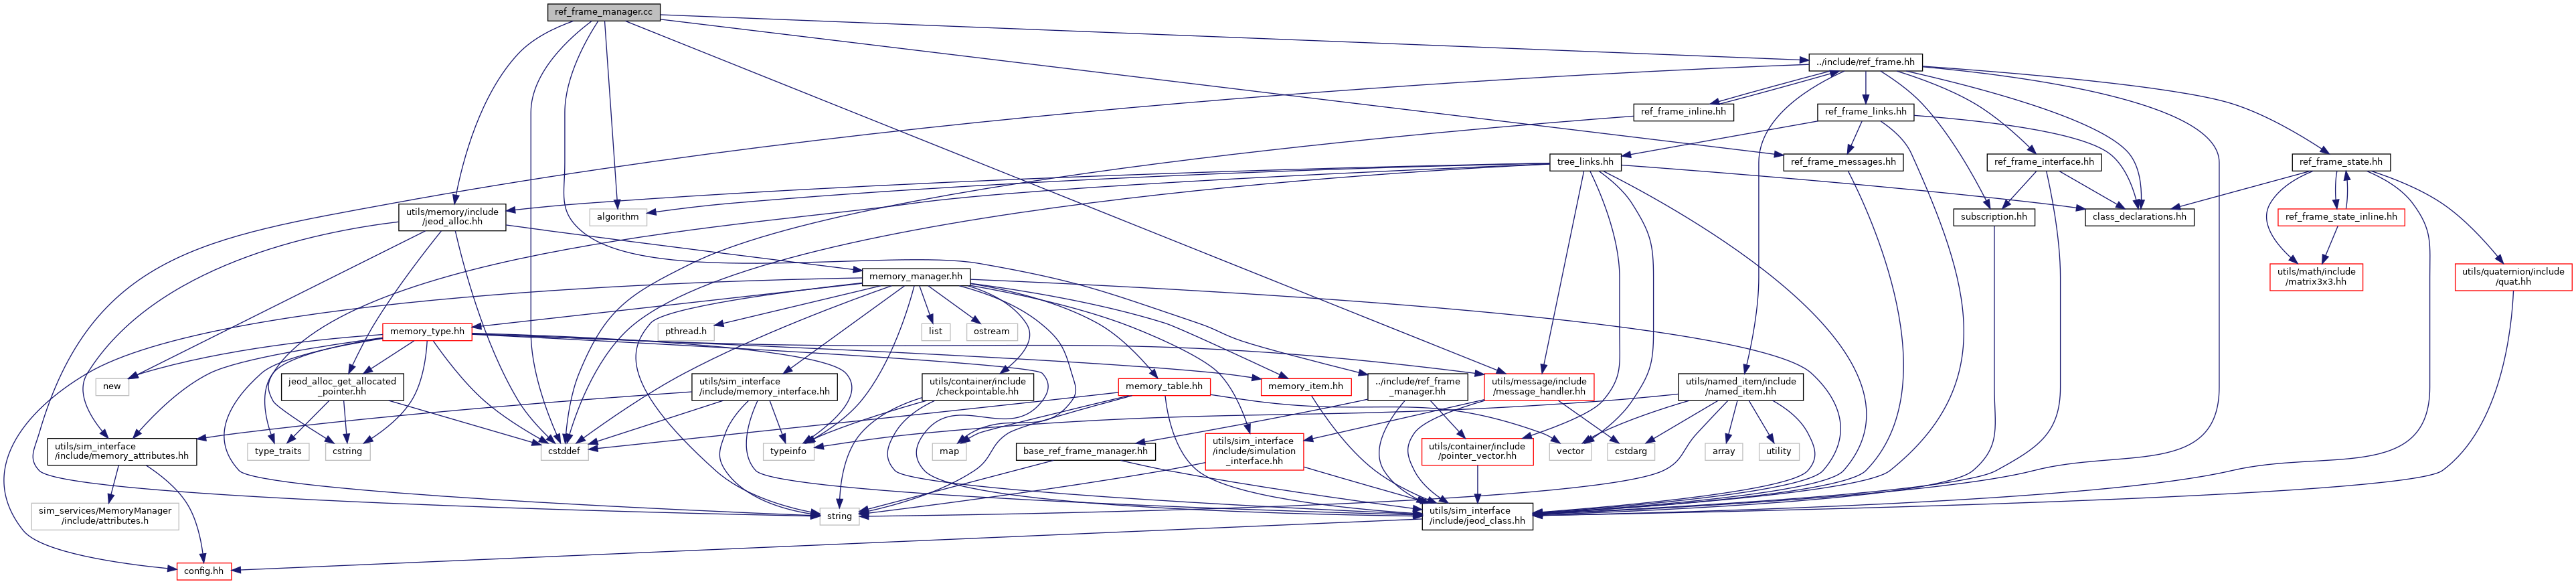 ref_frame_manager.cc
../include/ref_frame.hh
ref_frame_inline.hh
ref_frame_links.hh
tree_links.hh
ref_frame_messages.hh
ref_frame_interface.hh
ref_frame_state.hh
utils/memory/include
/jeod_alloc.hh
algorithm
subscription.hh
class_declarations.hh
ref_frame_state_inline.hh
memory_manager.hh
utils/math/include
/matrix3x3.hh
utils/quaternion/include
/quat.hh
memory_type.hh
pthread.h
list
ostream
new
jeod_alloc_get_allocated
_pointer.hh
utils/sim_interface
/include/memory_interface.hh
utils/container/include
/checkpointable.hh
memory_table.hh
memory_item.hh
../include/ref_frame
_manager.hh
utils/message/include
/message_handler.hh
utils/named_item/include
/named_item.hh
utils/sim_interface
/include/memory_attributes.hh
type_traits
cstring
cstddef
typeinfo
map
base_ref_frame_manager.hh
utils/sim_interface
/include/simulation
_interface.hh
utils/container/include
/pointer_vector.hh
vector
cstdarg
array
utility
sim_services/MemoryManager
/include/attributes.h
string
utils/sim_interface
/include/jeod_class.hh
config.hh